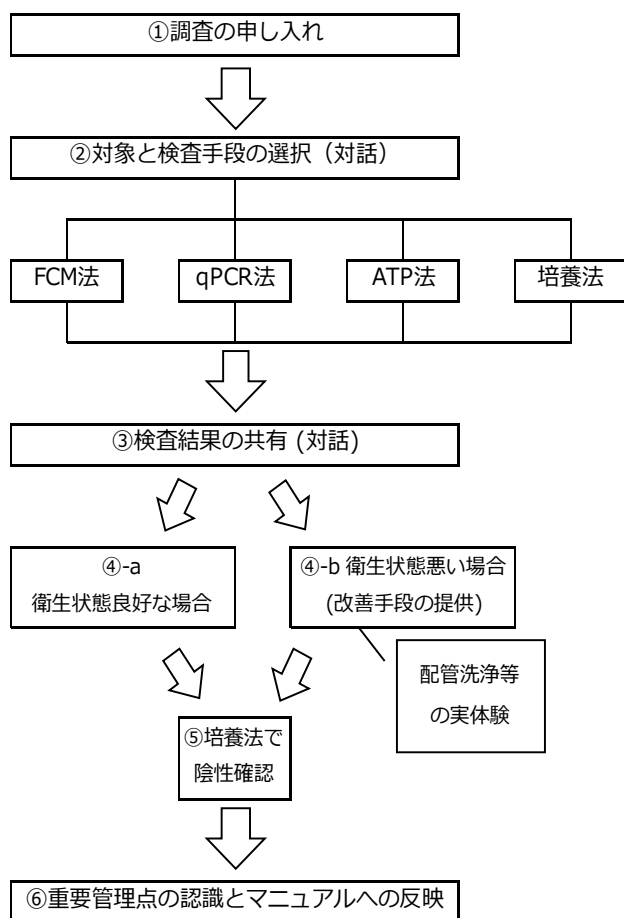 ①調査の申し入れ
②対象と検査手段の選択（対話）
FCM法
qPCR法
ATP法
培養法
③検査結果の共有 (対話)
④-a
衛生状態良好な場合
④-b 衛生状態悪い場合
(改善手段の提供)
配管洗浄等
の実体験
⑤培養法で
陰性確認
⑥重要管理点の認識とマニュアルへの反映